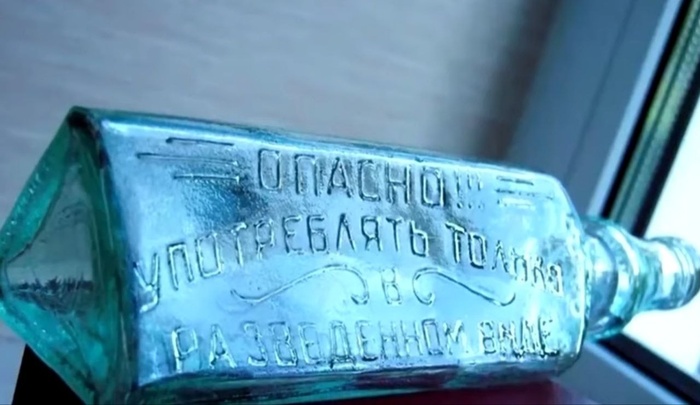 ОПАСНО!!!
УПОТРЕБЛЯТЬ ТОЛЬКО
В
РАЗВЕДЕННОМ ВИДЕ